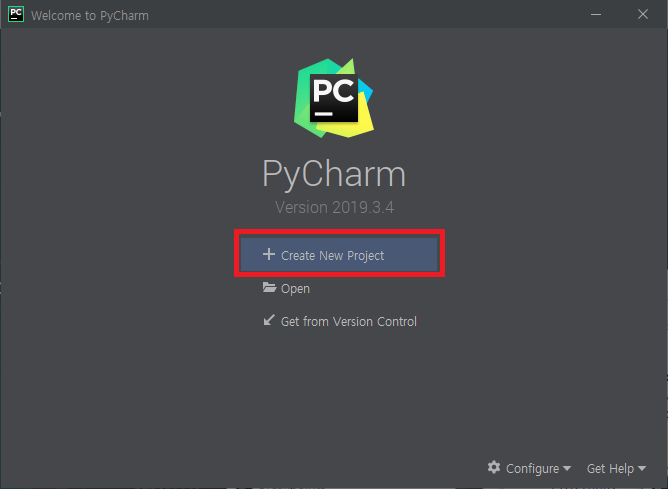 PC Welcome to PyCharm
PC
PyCharm
Version 2019.3.4
Create New Project
Open
Get from Version Control
Configure Get Help